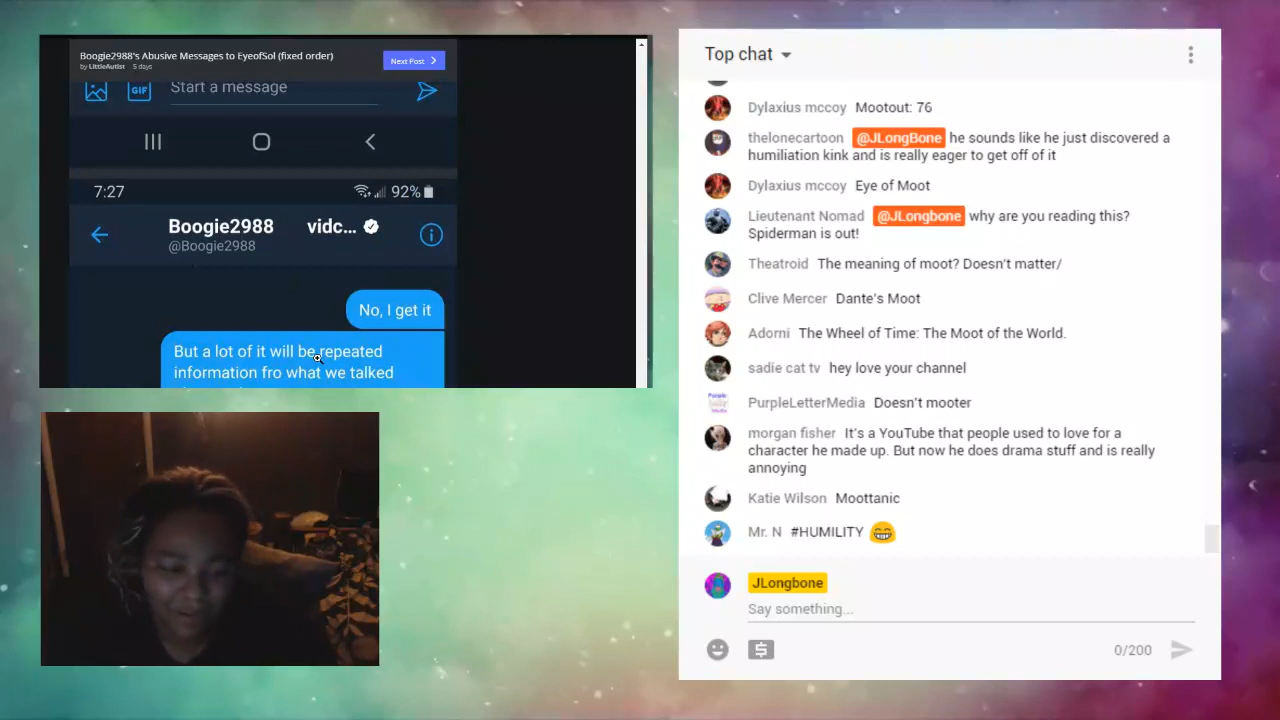 Boogie2988's Abusive Messages to EyeofSol (fixed order)
by LittleAutist 5 days
Next Post
GIF
Start a message
7:27
92%
Boogie2988 vidc...
@Boogie2988
No, I get it
But a lot of it will be repeated
information fro what we talked
Top chat
Dylaxius mccoy Mootout: 76
thelonecartoon @JLongBone he sounds like he just discovered a
humiliation kink and is really eager to get off of it
Dylaxius mccoy Eye of Moot
Lieutenant Nomad @JLongbone why are you reading this?
Spiderman is out!
Theatroid The meaning of moot? Doesn't matter/
Clive Mercer Dante's Moot
Adorni The Wheel of Time: The Moot of the World.
sadie cat tv hey love your channel
PurpleLetterMedia Doesn't mooter
morgan fisher It's a YouTube that people used to love for a
character he made up. But now he does drama stuff and is really
annoying
Katie Wilson Moottanic
Mr. N #HUMILITY 😁
JLongbone
Say something...
0/200